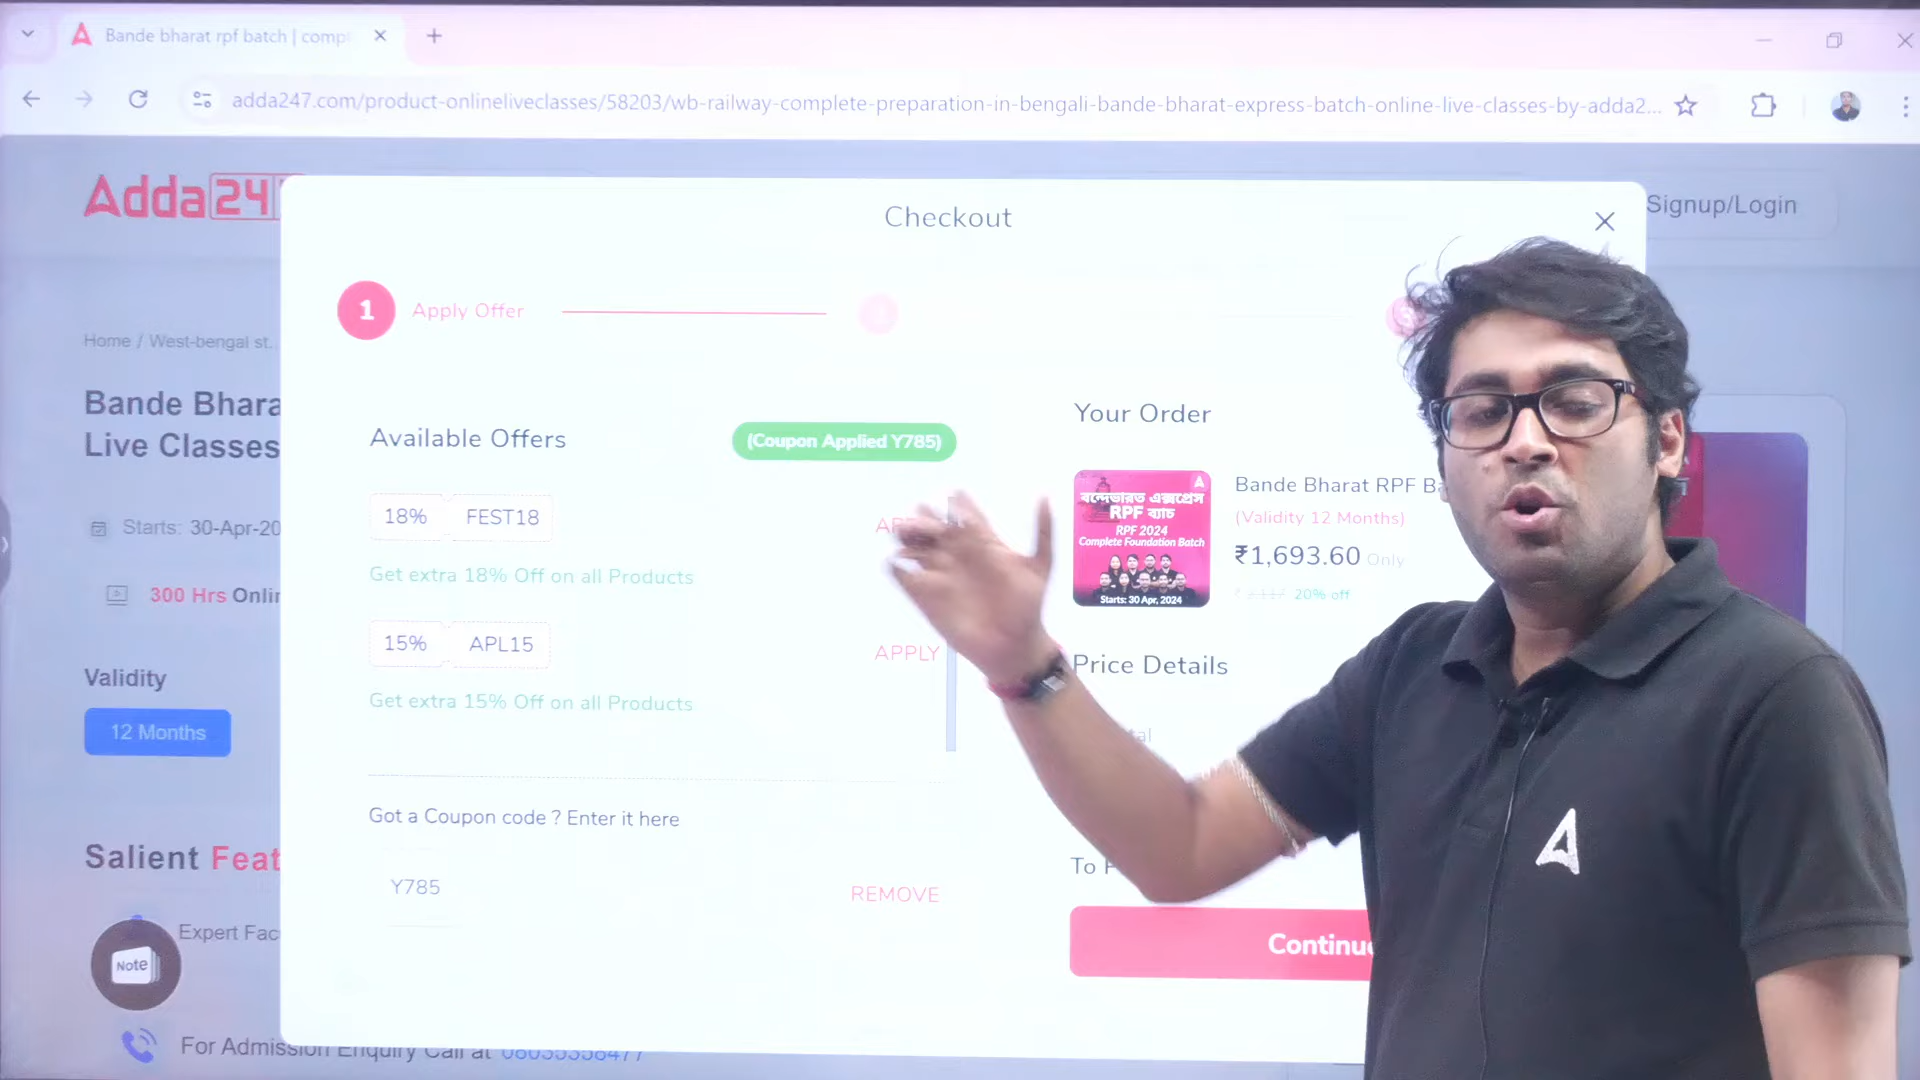 Bande bharat rpf batch | comp
adda247.com/product-onlineliveclasses/58203/wb-railway-complete-preparation-in-bengali-bande-bharat-express-batch-online-live-classes-by-adda2...
Adda24
Signup/Login
Checkout
1 Apply Offer
Home / West-bengal st..
Bande Bhara
Live Classes
Starts: 30-Apr-20
300 Hrs Onlin
Validity
12 Months
Salient Feat
Expert Fac
Note
For Admission Enquiry Call at 08035358477
Available Offers
(Coupon Applied Y785)
18% FEST18
Get extra 18% Off on all Products
15% APL15
APPLY
Get extra 15% Off on all Products
Got a Coupon code ? Enter it here
Y785
REMOVE
Your Order
বন্দেভারত এক্সপ্রেস
RPF ব্যাচ
RPF 2024
Complete Foundation Batch
Starts: 30 Apr, 2024
Bande Bharat RPF Ba
(Validity 12 Months)
₹1,693.60 Only
20% off
Price Details
To P
Continue